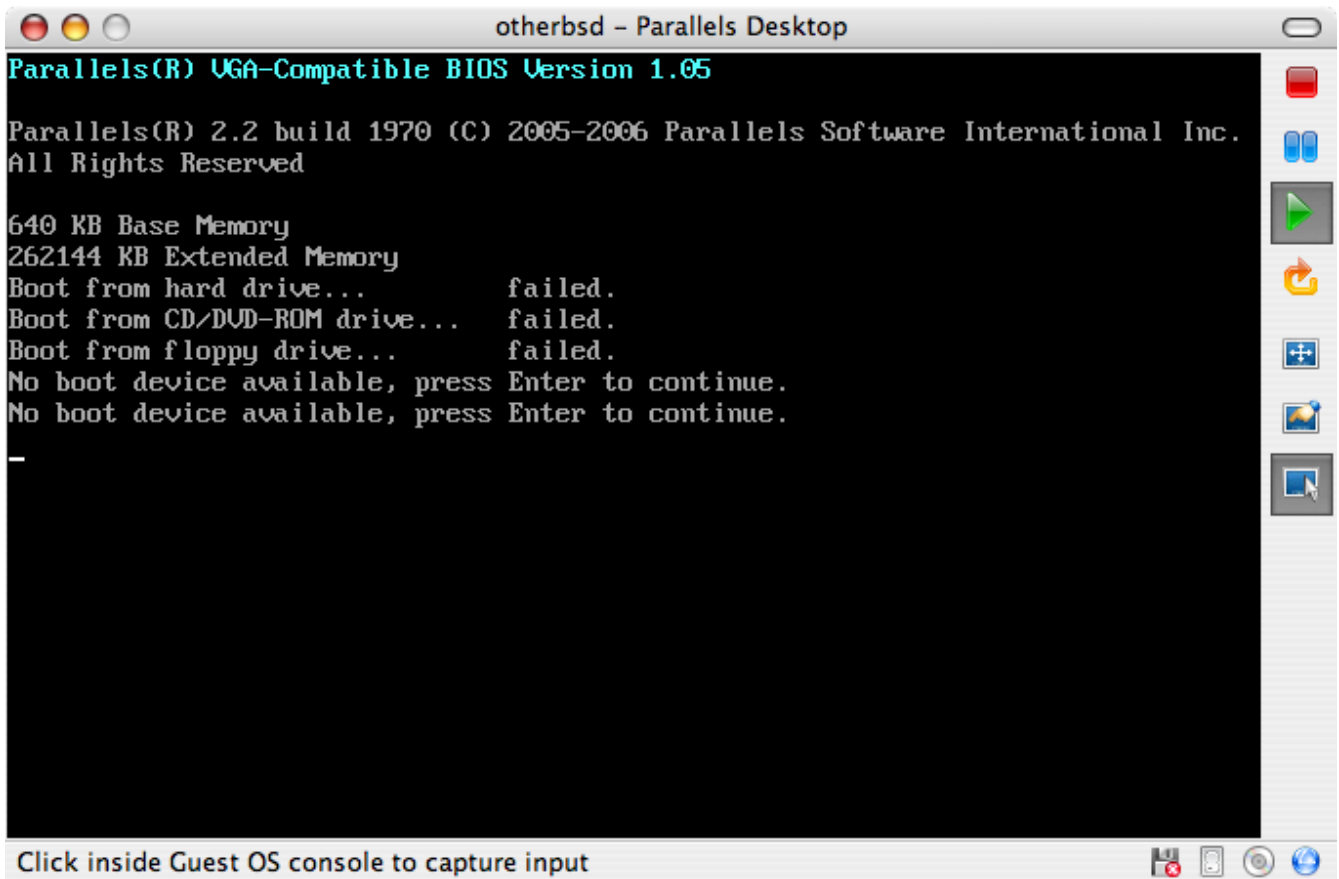 otherbsd – Parallels Desktop
Parallels(R) VGA-Compatible BIOS Version 1.05
Parallels(R) 2.2 build 1970 (C) 2005-2006 Parallels Software International Inc.
All Rights Reserved
640 KB Base Memory
262144 KB Extended Memory
Boot from hard drive... failed.
Boot from CD/DVD-ROM drive... failed.
Boot from floppy drive... failed.
No boot device available, press Enter to continue.
No boot device available, press Enter to continue.
Click inside Guest OS console to capture input